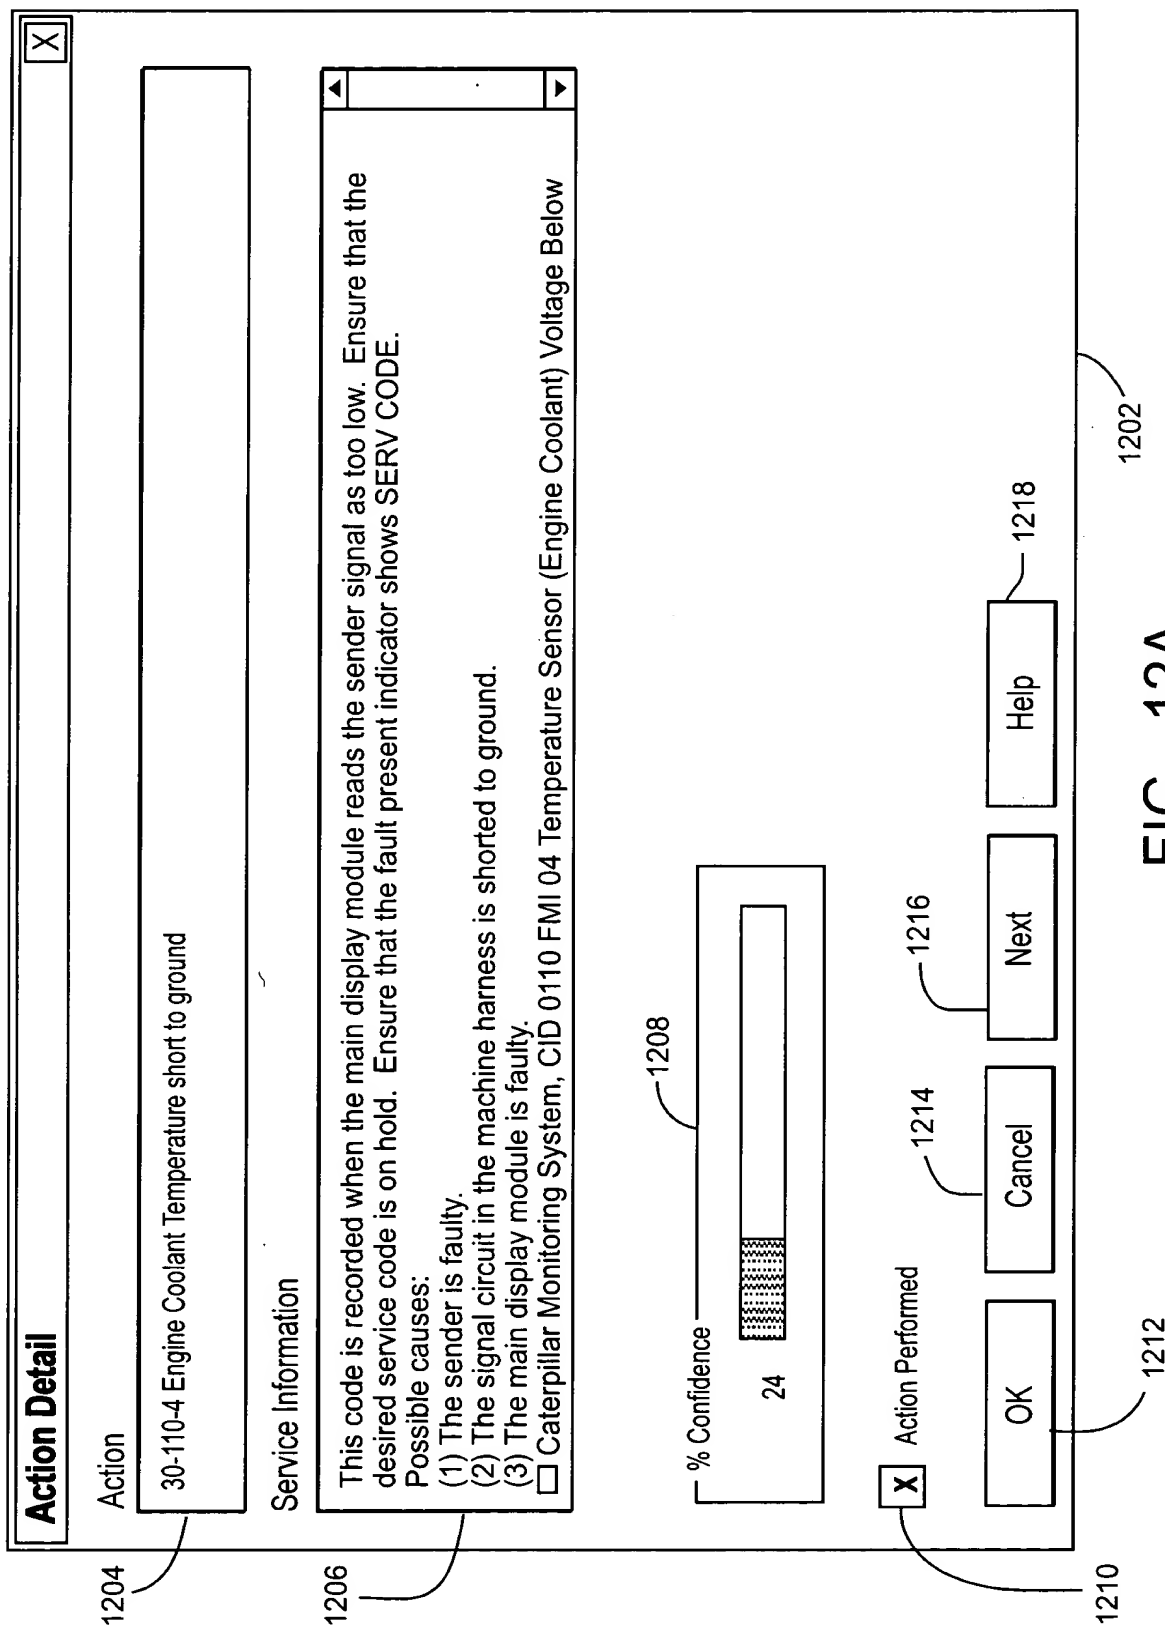 Action Detail
X
Action
1204
30-110-4 Engine Coolant Temperature short to ground
Service Information
1206
This code is recorded when the main display module reads the sender signal as too low. Ensure that the
desired service code is on hold. Ensure that the fault present indicator shows SERV CODE.
Possible causes:
(1) The sender is faulty.
(2) The signal circuit in the machine harness is shorted to ground.
(3) The main display module is faulty.
Caterpillar Monitoring System, CID 0110 FMI 04 Temperature Sensor (Engine Coolant) Voltage Below
1208
% Confidence
24
1210
X Action Performed
1214
1216
1218
OK
Cancel
Next
Help
1212
1202
FIG. 12A